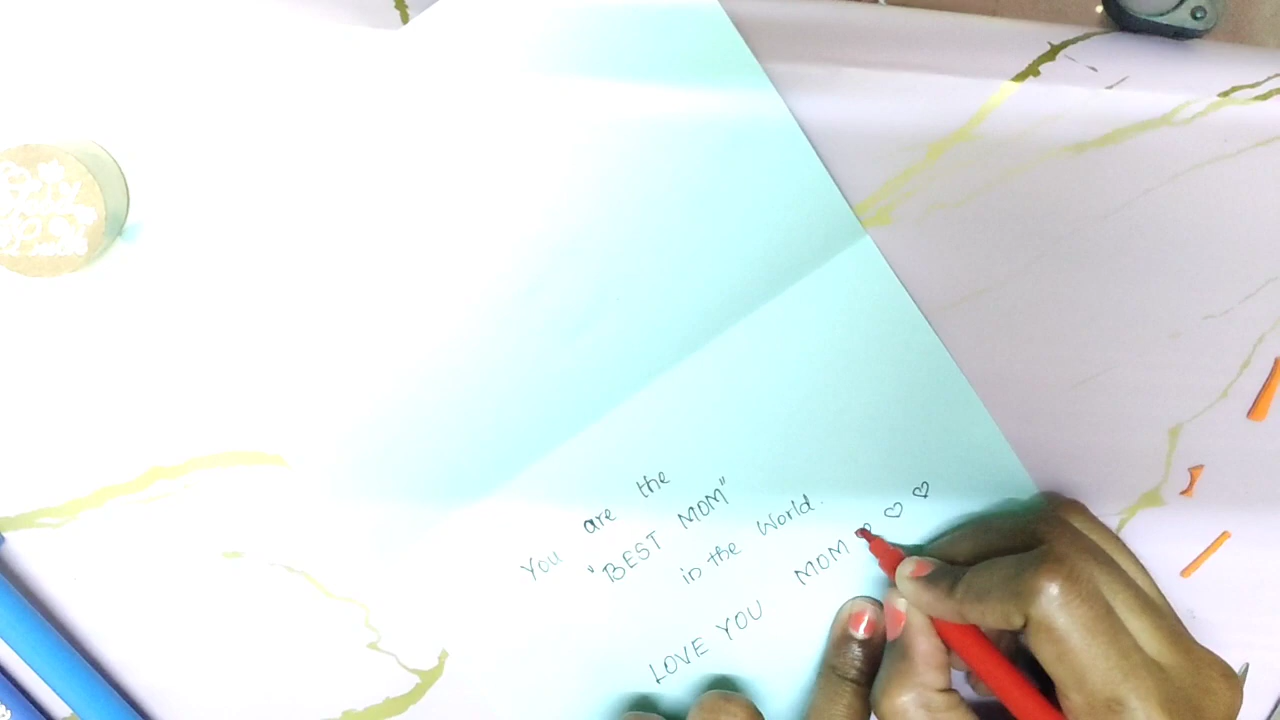 You are the
"BEST MOM"
in the World.
LOVE YOU MOM ♡ ♡ ♡